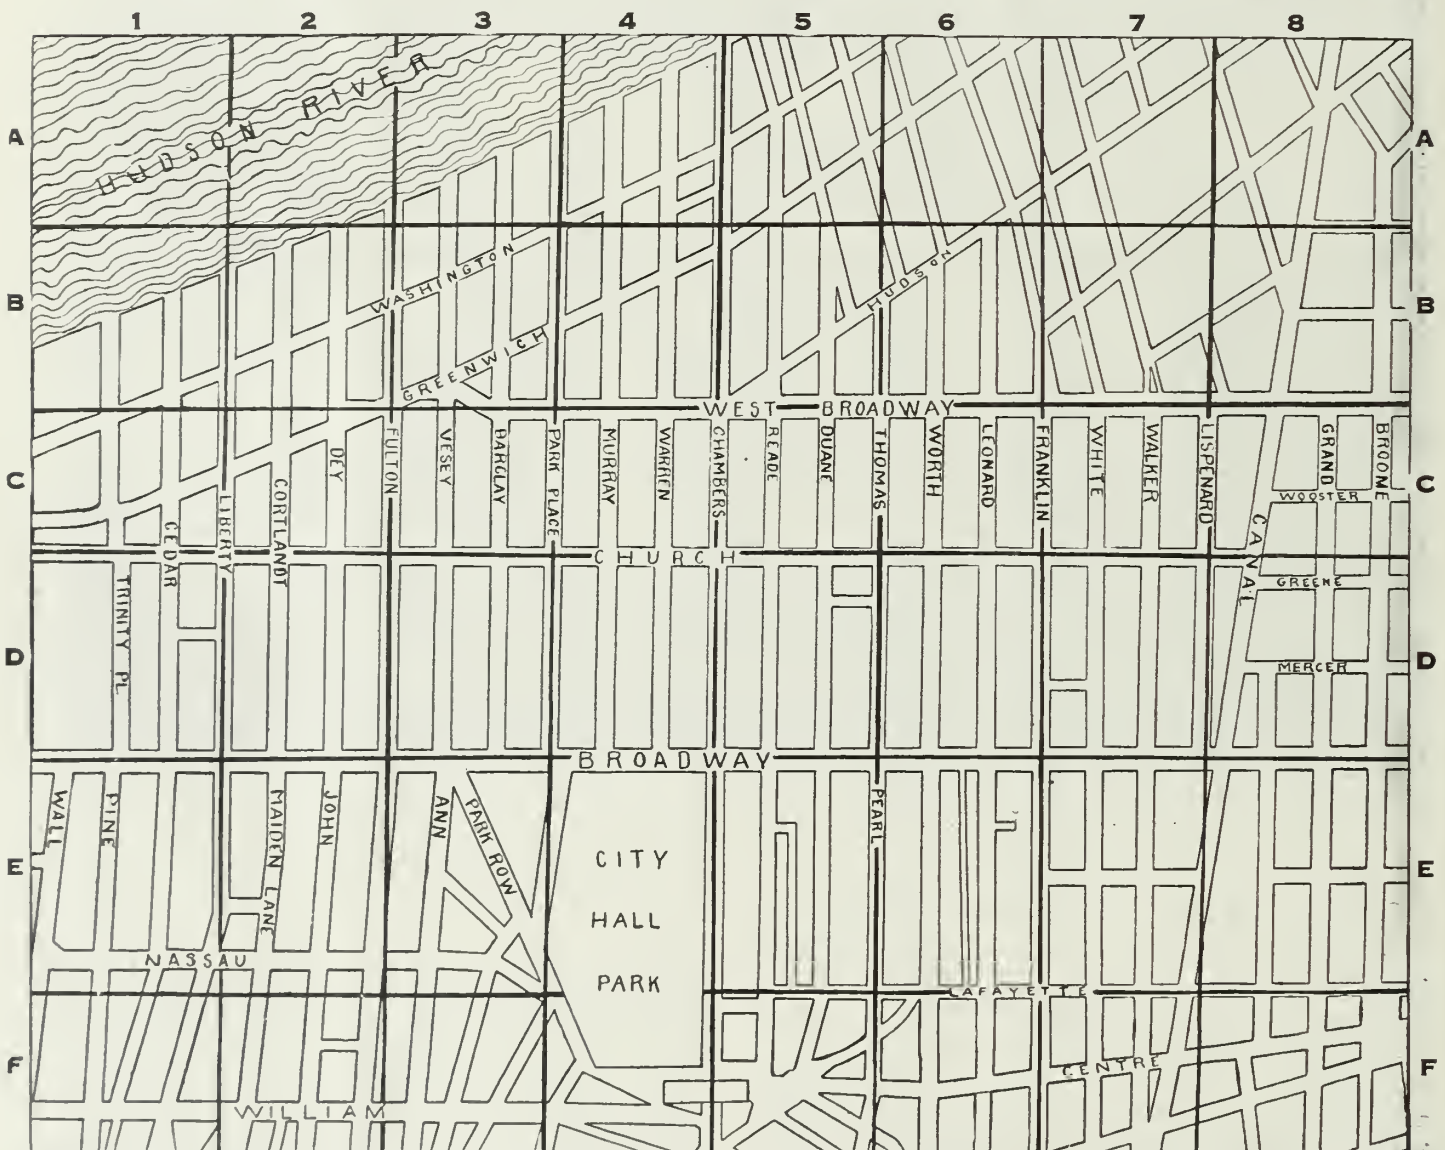 1 2 3 4 5 6 7 8
HUDSON RIVER
A A
WASHINGTON
HUDSON
B B
GREENWICH
WEST BROADWAY
FULTON
VESEY
BARCLAY
PARK PLACE
MURRAY
WARREN
CHAMBERS
READE
DUANE
THOMAS
WORTH
LEONARD
FRANKLIN
WHITE
WALKER
LISPENARD
GRAND
BROOME
DEY
CORTLANDT
LIBERTY
CEDAR
C C
WOOSTER
CANAL
CHURCH
TRINITY PL
GREENE
D D
MERCER
BROADWAY
WALL
PINE
MAIDEN LANE
JOHN
ANN
PARK ROW
PEARL
CITY
HALL
PARK
E E
NASSAU
LAFAYETTE
CENTRE
F F
WILLIAM